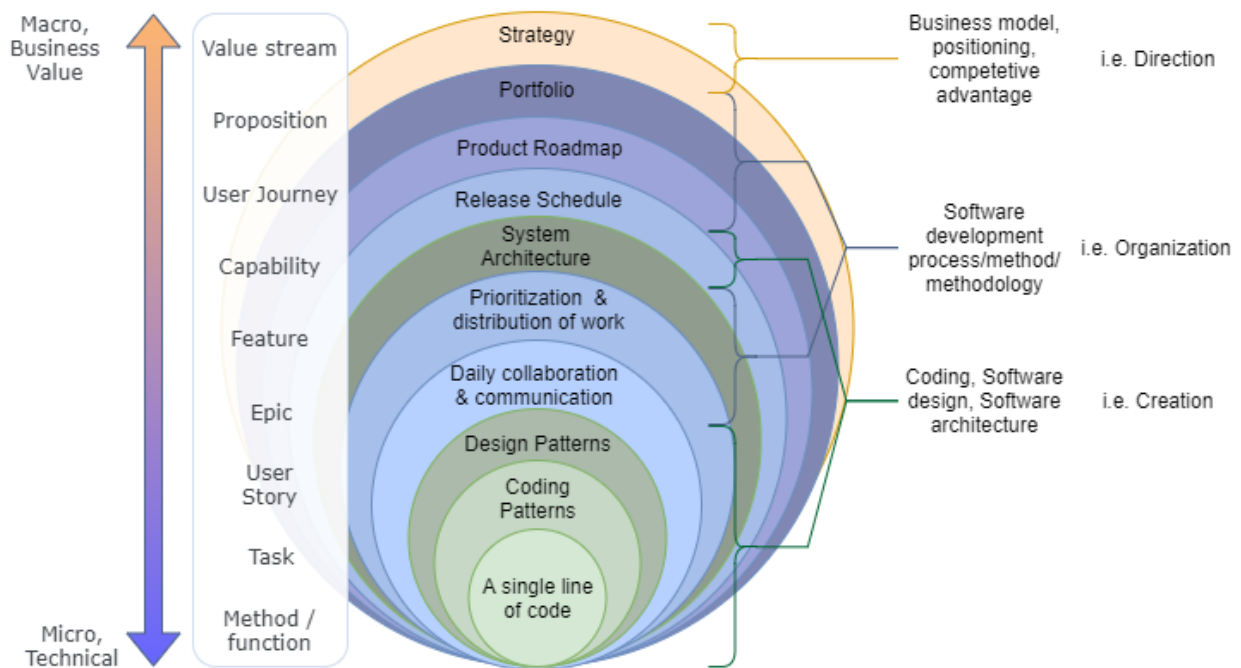 Macro,
Business
Value
Micro,
Technical
Value stream
Proposition
User Journey
Capability
Feature
Epic
User
Story
Task
Method /
function
Strategy
Portfolio
Product Roadmap
Release Schedule
System
Architecture
Prioritization &
distribution of work
Daily collaboration
& communication
Design Patterns
Coding
Patterns
A single line
of code
Business model,
positioning,
competetive
advantage
i.e. Direction
Software
development
process/method/
methodology
i.e. Organization
Coding, Software
design, Software
architecture
i.e. Creation